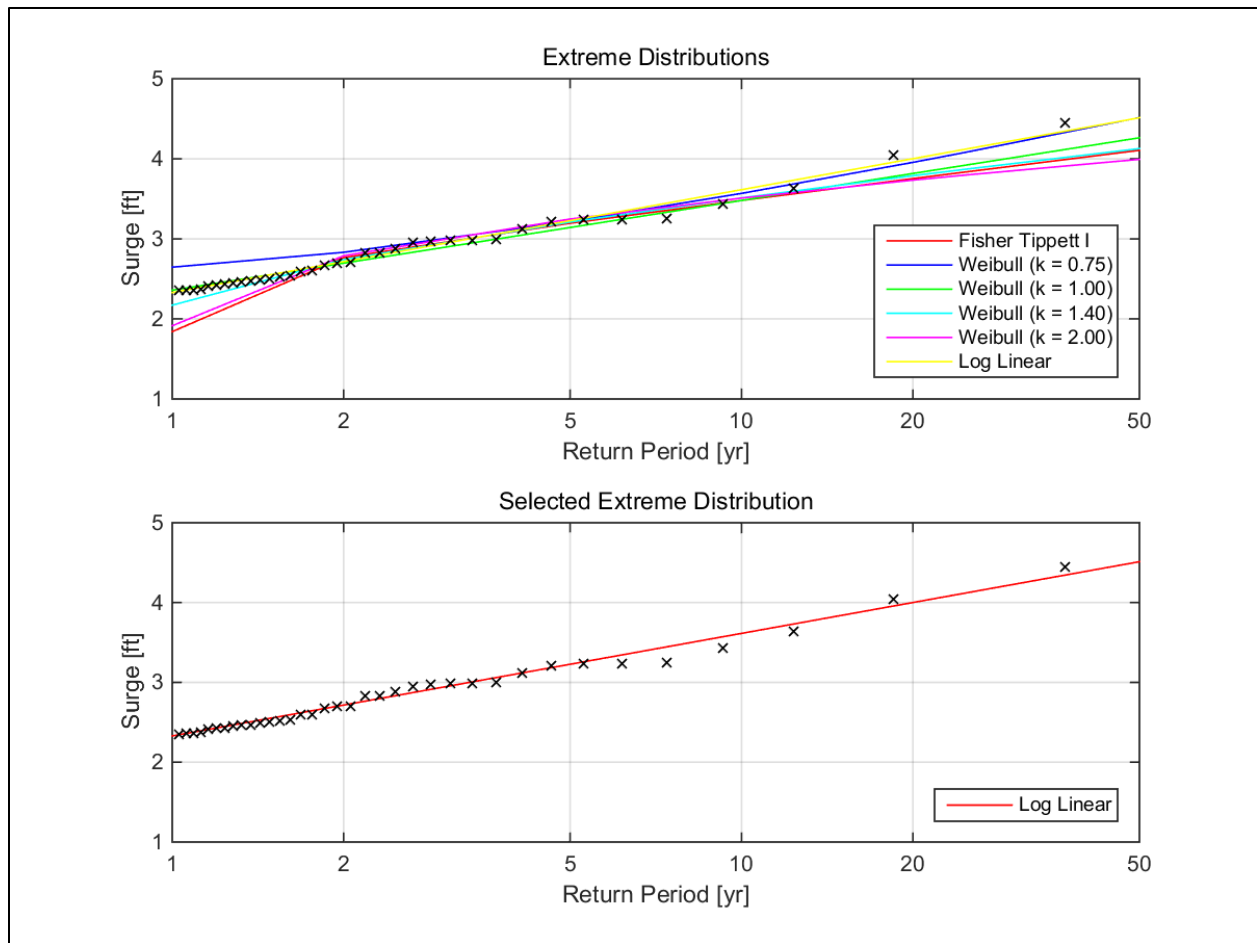 Extreme Distributions
5
4
3
2
1
Surge [ft]
1 2 5 10 20 50
Return Period [yr]
Fisher Tippett I
Weibull (k = 0.75)
Weibull (k = 1.00)
Weibull (k = 1.40)
Weibull (k = 2.00)
Log Linear
Selected Extreme Distribution
5
4
3
2
1
Surge [ft]
1 2 5 10 20 50
Return Period [yr]
Log Linear